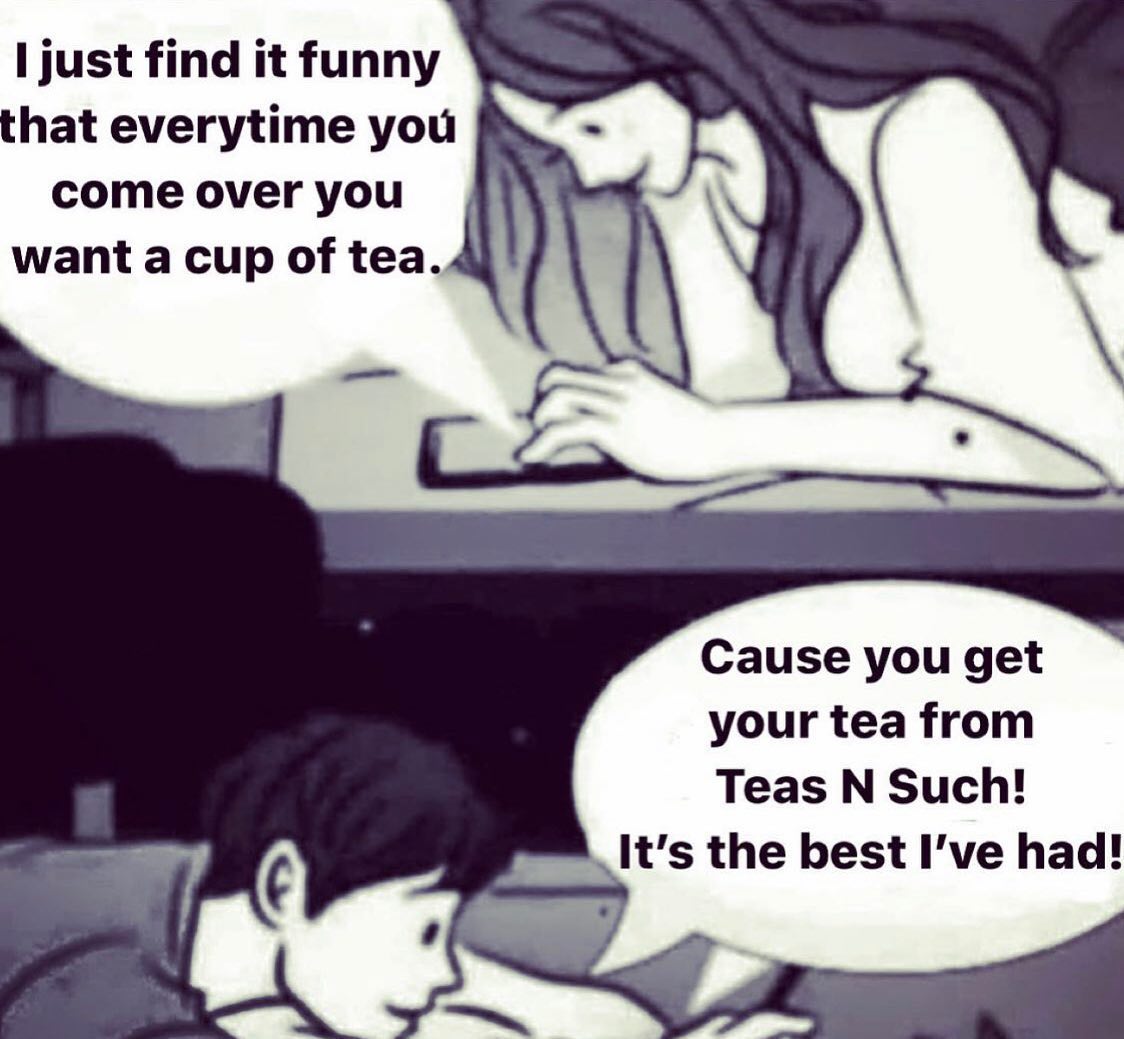 I just find it funny
that everytime you
come over you
want a cup of tea.
Cause you get
your tea from
Teas N Such!
It's the best I've had!